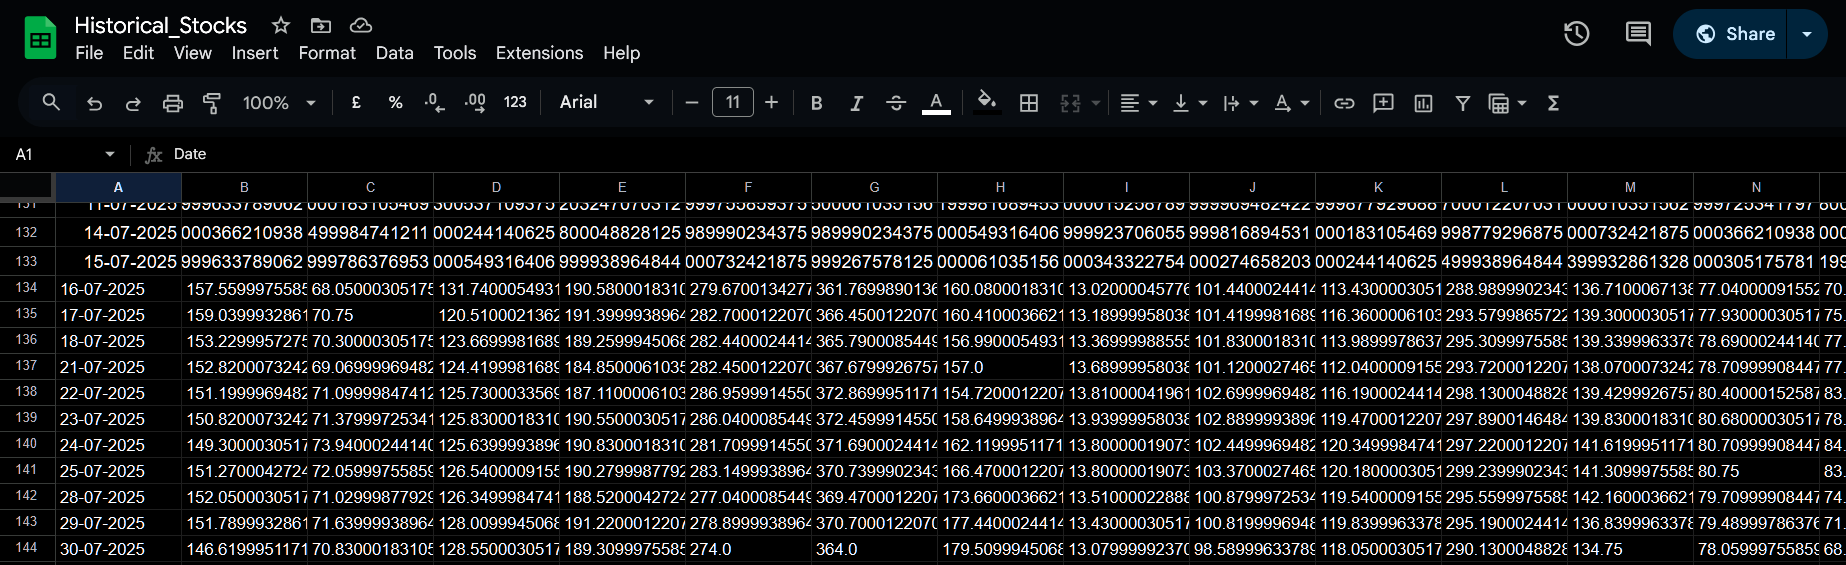 Historical_Stocks
File Edit View Insert Format Data Tools Extensions Help
Share
100% £ % .0 .00 123 Arial 11 B I S A Σ
A1 fx Date
A B C D E F G H I J K L M N
132 14-07-2025 000366210938 499984741211 000244140625 800048828125 989990234375 989990234375 000549316406 999923706055 999816894531 000183105469 998779296875 000732421875 000366210938 000
133 15-07-2025 999633789062 999786376953 000549316406 999938964844 000732421875 999267578125 000061035156 000343322754 000274658203 000244140625 499938964844 399932861328 000305175781 199
134 16-07-2025 157.5599975585 68.05000305175 131.7400054931 190.5800018310 279.6700134277 361.7699890136 160.0800018310 13.02000045776 101.4400024414 113.4300003051 288.9899902343 136.7100067138 77.04000091552 70.
135 17-07-2025 159.0399932861 70.75 120.5100021362 191.3999938964 282.7000122070 366.4500122070 160.4100036621 13.18999958038 101.4199981689 116.3600006103 293.5799865722 139.3000030517 77.93000030517 75.
136 18-07-2025 153.2299957275 70.30000305175 123.6699981689 189.2599945068 282.4400024414 365.7900085449 156.9900054931 13.36999988555 101.8300018310 113.9899978637 295.3099975585 139.3399963378 78.69000244140 77.
137 21-07-2025 152.8200073242 69.06999969482 124.4199981689 184.8500061035 282.4500122070 367.6799926757 157.0 13.68999958038 101.1200027465 112.0400009155 293.7200012207 138.0700073242 78.70999908447 77.
138 22-07-2025 151.1999969482 71.09999847412 125.7300033569 187.1100006103 286.9599914550 372.8699951171 154.7200012207 13.81000041961 102.6999969482 116.1900024414 298.1300048828 139.4299926757 80.40000152587 83.
139 23-07-2025 150.8200073242 71.37999725341 125.8300018310 190.5500030517 286.0400085449 372.4599914550 158.6499938964 13.93999958038 102.8899993896 119.4700012207 297.8900146484 139.8300018310 80.68000030517 78.
140 24-07-2025 149.3000030517 73.94000244140 125.6399993896 190.8300018310 281.7099914550 371.6900024414 162.1199951171 13.80000019073 102.4499969482 120.3499984741 297.2200012207 141.6199951171 80.70999908447 84.
141 25-07-2025 151.2700042724 72.05999755859 126.5400009155 190.2799987792 283.1499938964 370.7399902343 166.4700012207 13.80000019073 103.3700027465 120.1800003051 299.2399902343 141.3099975585 80.75 83.
142 28-07-2025 152.0500030517 71.02999877929 126.3499984741 188.5200042724 277.0400085449 369.4700012207 173.6600036621 13.51000022888 100.8799972534 119.5400009155 295.5599975585 142.1600036621 79.70999908447 74.
143 29-07-2025 151.7899932861 71.63999938964 128.0099945068 191.2200012207 278.8999938964 370.7000122070 177.4400024414 13.43000030517 100.8199996948 119.8399963378 295.1900024414 136.8399963378 79.48999786376 71.
144 30-07-2025 146.6199951171 70.83000183105 128.5500030517 189.3099975585 274.0 364.0 179.5099945068 13.07999992370 98.58999633789 118.0500030517 290.1300048828 134.75 78.05999755859 68.